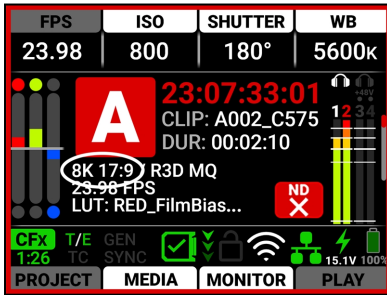 FPS ISO SHUTTER WB
23.98 800 180° 5600K
A
23:07:33:01
CLIP: A002_C575
DUR: 00:02:10
+48V
1 2 3 4
8K 17:9 / R3D MQ
23.98 FPS
LUT: RED_FilmBias...
ND
CFx T/E GEN
1:26 TC SYNC
15.1V 100%
PROJECT MEDIA MONITOR PLAY